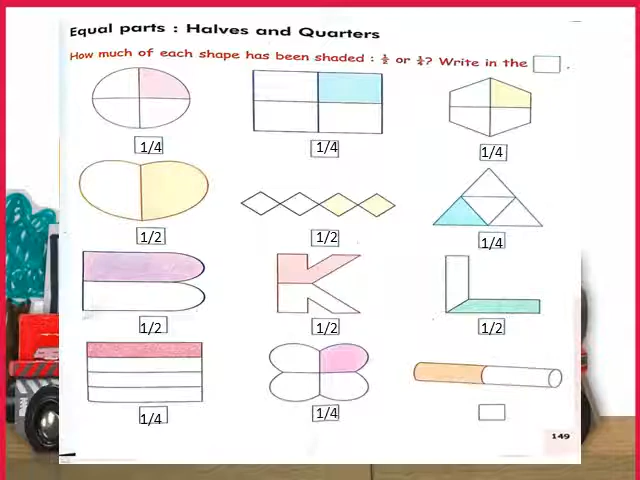 Equal parts : Halves and Quarters
How much of each shape has been shaded : ½ or ¼? Write in the .
1/4 1/4 1/4
1/2 1/2 1/4
1/2 1/2 1/2
1/4 1/4
149